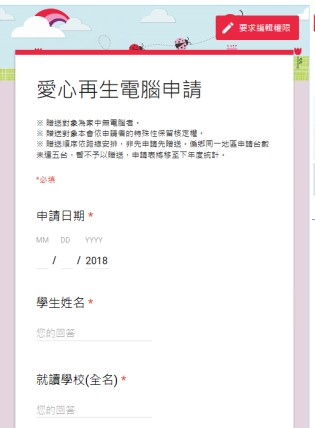 要求編輯權限
愛心再生電腦申請
※ 贈送對象為家中無電腦者。
※ 贈送對象本會依申請者的特殊性保留核定權。
※ 贈送順序依路線安排，非先申請先贈送。偏鄉同一地區申請台數
未達五台，暫不予以贈送，申請表將移至下年度統計。
*必填
申請日期 *
MM DD YYYY
/ / 2018
學生姓名 *
您的回答
就讀學校(全名) *
您的回答